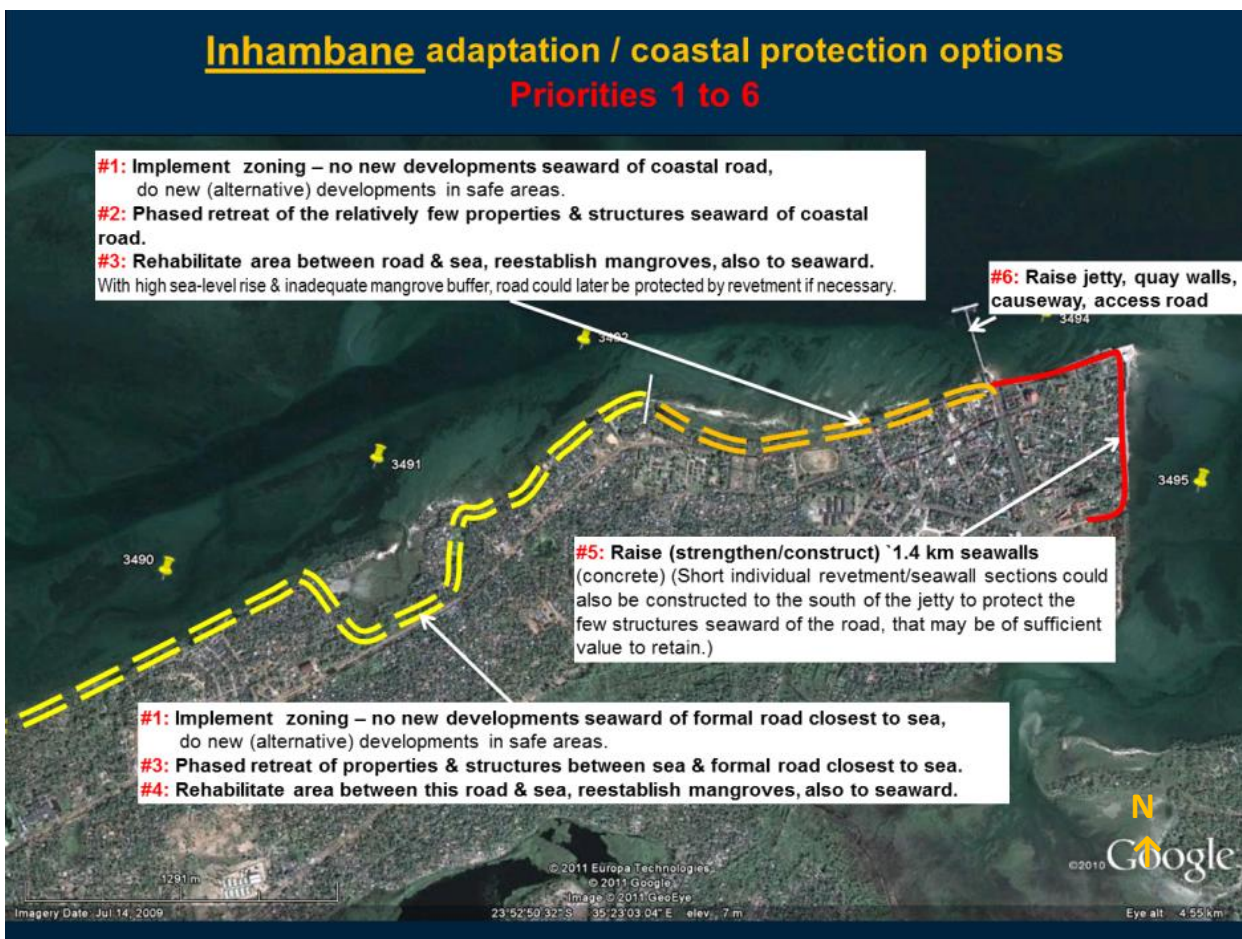 Inhambane adaptation / coastal protection options
Priorities 1 to 6
#1: Implement zoning – no new developments seaward of coastal road,
do new (alternative) developments in safe areas.
#2: Phased retreat of the relatively few properties & structures seaward of coastal
road.
#3: Rehabilitate area between road & sea, reestablish mangroves, also to seaward.
With high sea-level rise & inadequate mangrove buffer, road could later be protected by revetment if necessary.
#6: Raise jetty, quay walls,
causeway, access road
3494
3492
3491
3495
3490
#5: Raise (strengthen/construct) `1.4 km seawalls
(concrete) (Short individual revetment/seawall sections could
also be constructed to the south of the jetty to protect the
few structures seaward of the road, that may be of sufficient
value to retain.)
#1: Implement zoning – no new developments seaward of formal road closest to sea,
do new (alternative) developments in safe areas.
#3: Phased retreat of properties & structures between sea & formal road closest to sea.
#4: Rehabilitate area between this road & sea, reestablish mangroves, also to seaward.
N
1291 m
© 2011 Europa Technologies
© 2011 Google
Image © 2011 GeoEye
©2010 Google
Imagery Date: Jul 14, 2009
23°52'50.32" S 35°23'03.04" E elev 7 m
Eye alt 4.55 km